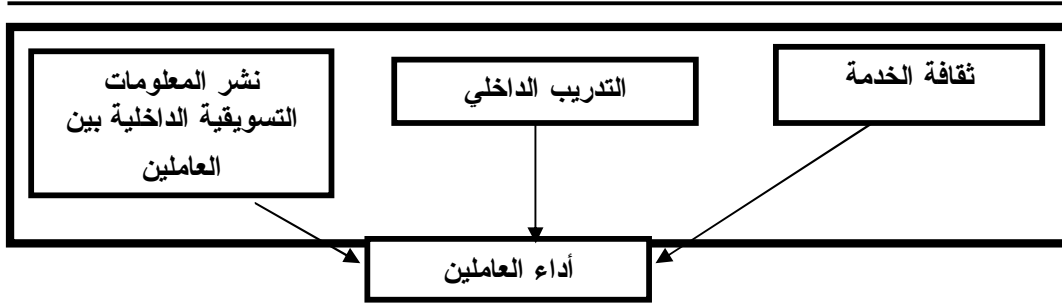 ثقافة الخدمة
التدريب الداخلي
نشر المعلومات
التسويقية الداخلية بين
العاملين
أداء العاملين